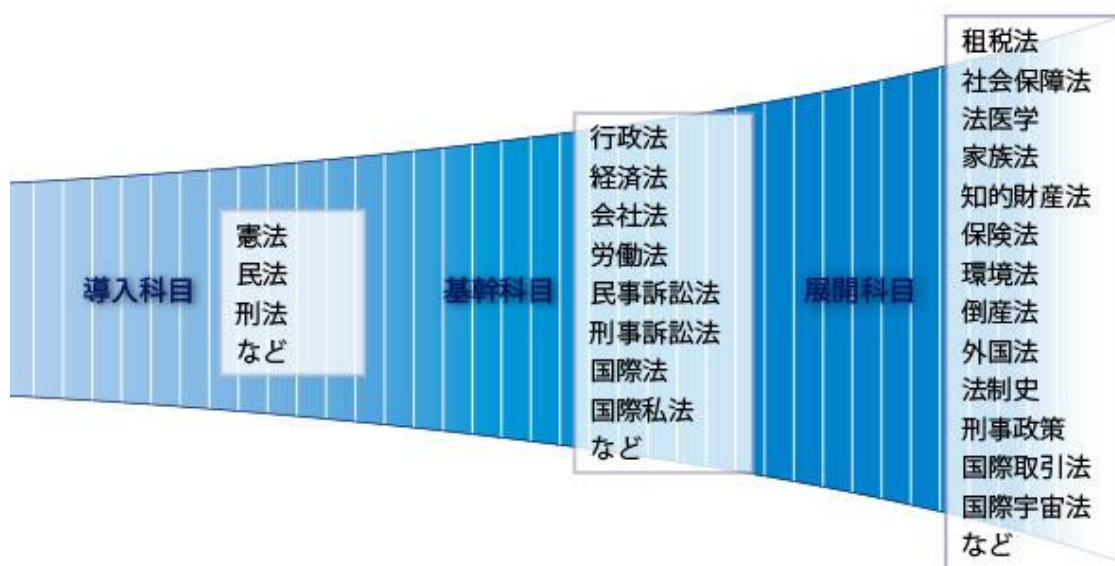 導入科目
憲法
民法
刑法
など
基幹科目
行政法
経済法
会社法
労働法
民事訴訟法
刑事訴訟法
国際法
国際私法
など
展開科目
租税法
社会保障法
法医学
家族法
知的財産法
保険法
環境法
倒産法
外国法
法制史
刑事政策
国際取引法
国際宇宙法
など